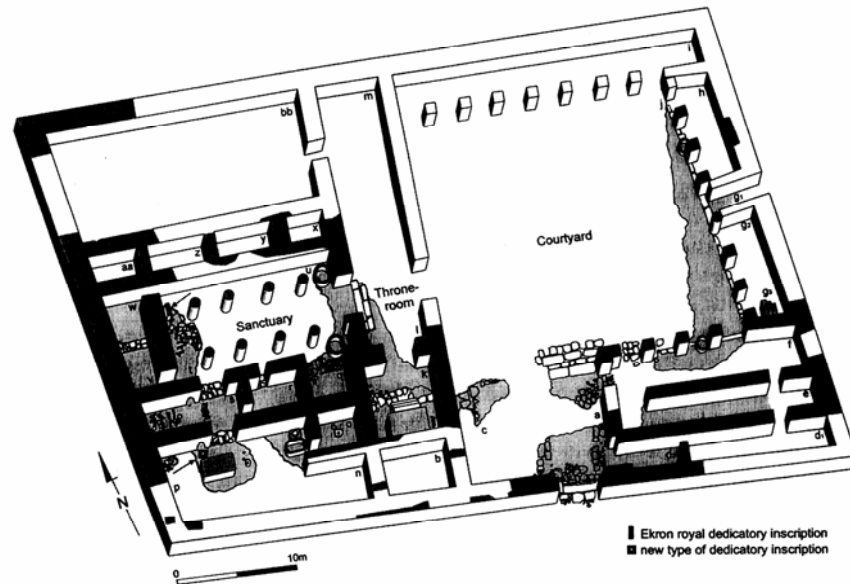 i
h
m
bb
j
g₁
g₂
g₃
x
y
z
aa
Courtyard
u
Throne-
room
w
Sanctuary
l
v
k
f
e
s
r
a
c
d₁
b
n
p
N
Ekron royal dedicatory inscription
new type of dedicatory inscription
0 10m